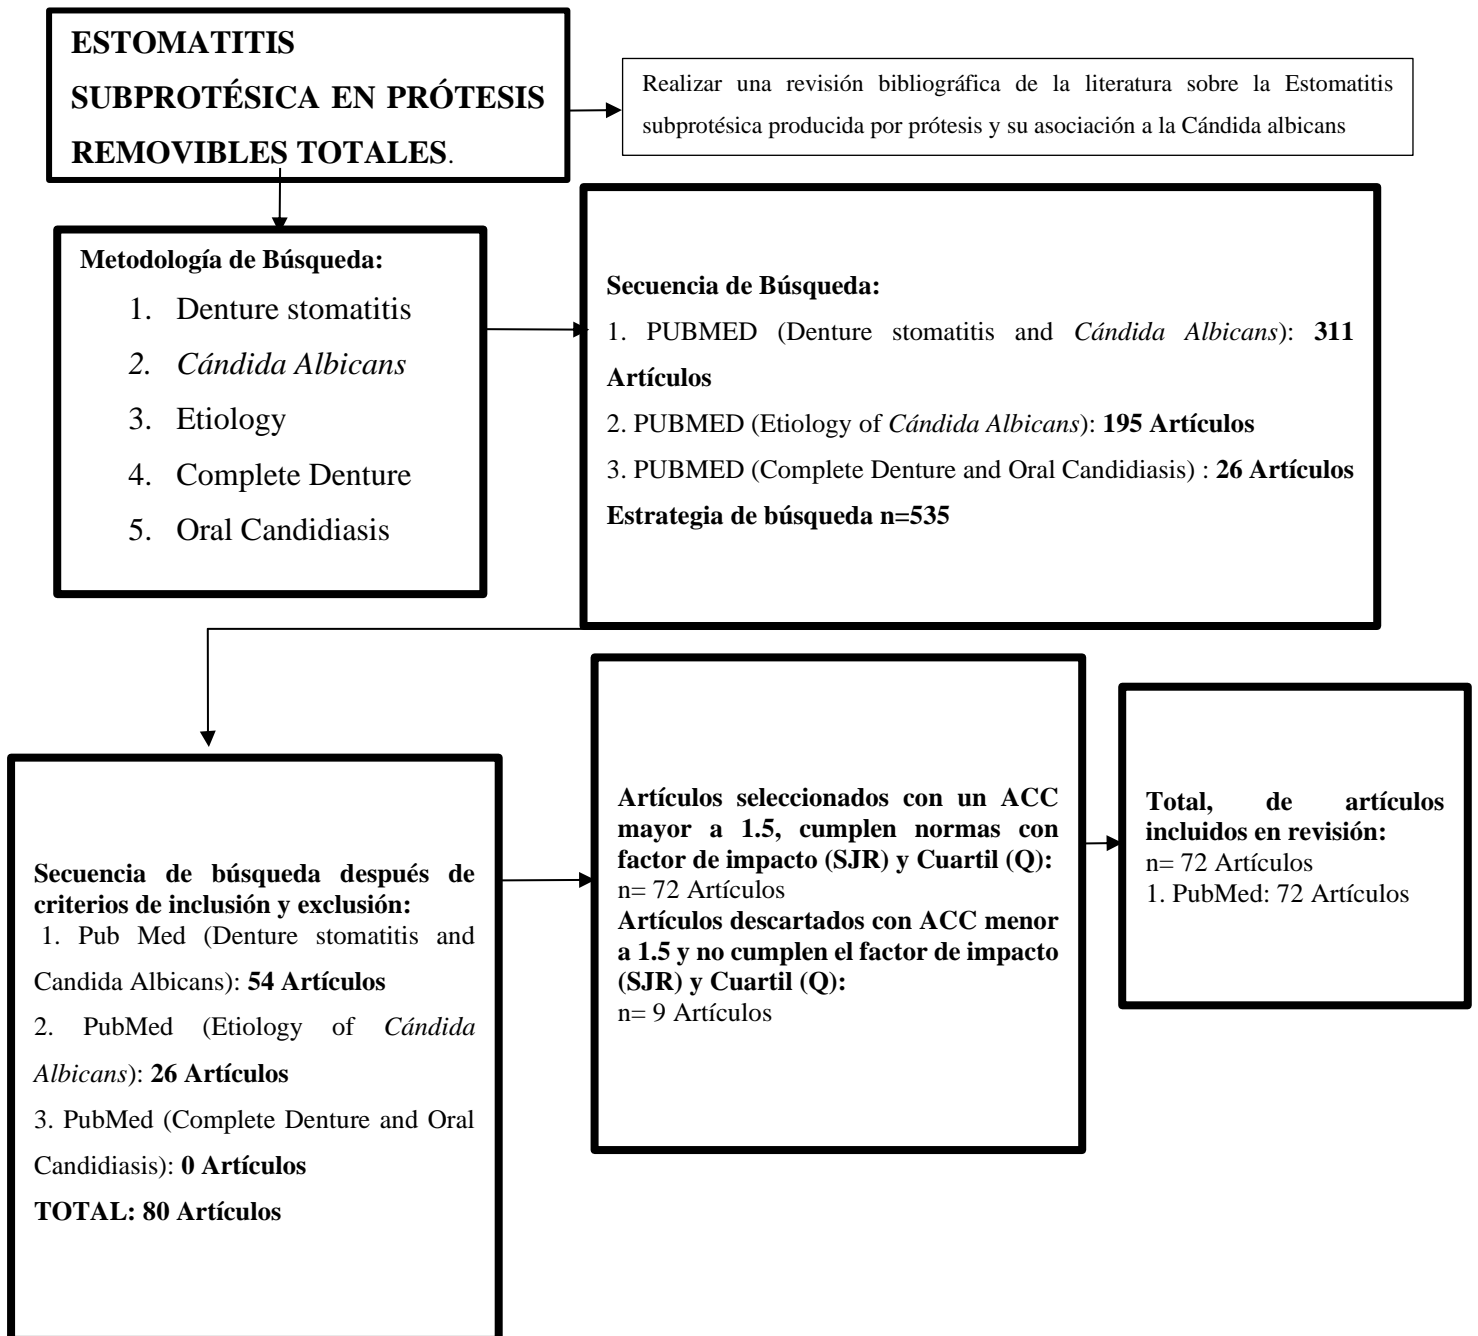 ESTOMATITIS
SUBPROTÉSICA EN PRÓTESIS
REMOVIBLES TOTALES.
Realizar una revisión bibliográfica de la literatura sobre la Estomatitis
subprotésica producida por prótesis y su asociación a la Cándida albicans
Metodología de Búsqueda:
1. Denture stomatitis
2. Cándida Albicans
3. Etiology
4. Complete Denture
5. Oral Candidiasis
Secuencia de Búsqueda:
1. PUBMED (Denture stomatitis and Cándida Albicans): 311
Artículos
2. PUBMED (Etiology of Cándida Albicans): 195 Artículos
3. PUBMED (Complete Denture and Oral Candidiasis) : 26 Artículos
Estrategia de búsqueda n=535
Secuencia de búsqueda después de
criterios de inclusión y exclusión:
1. Pub Med (Denture stomatitis and
Candida Albicans): 54 Artículos
2. PubMed (Etiology of Cándida
Albicans): 26 Artículos
3. PubMed (Complete Denture and Oral
Candidiasis): 0 Artículos
TOTAL: 80 Artículos
Artículos seleccionados con un ACC
mayor a 1.5, cumplen normas con
factor de impacto (SJR) y Cuartil (Q):
n= 72 Artículos
Artículos descartados con ACC menor
a 1.5 y no cumplen el factor de impacto
(SJR) y Cuartil (Q):
n= 9 Artículos
Total, de artículos
incluidos en revisión:
n= 72 Artículos
1. PubMed: 72 Artículos